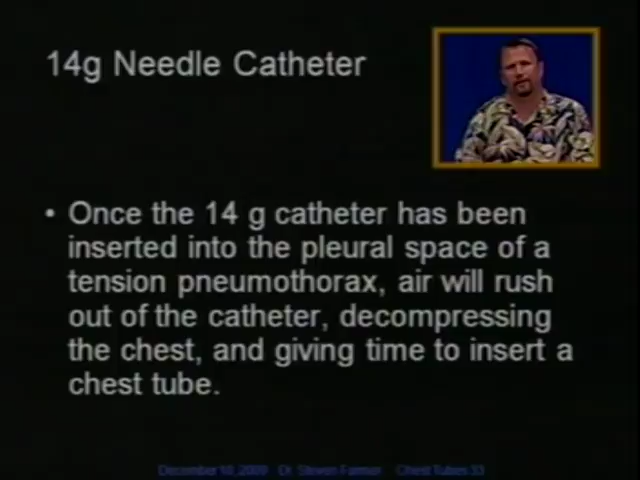 14g Needle Catheter
• Once the 14 g catheter has been
inserted into the pleural space of a
tension pneumothorax, air will rush
out of the catheter, decompressing
the chest, and giving time to insert a
chest tube.
December 10, 2009 Dr. Steven Farmer Chest Tubes 33